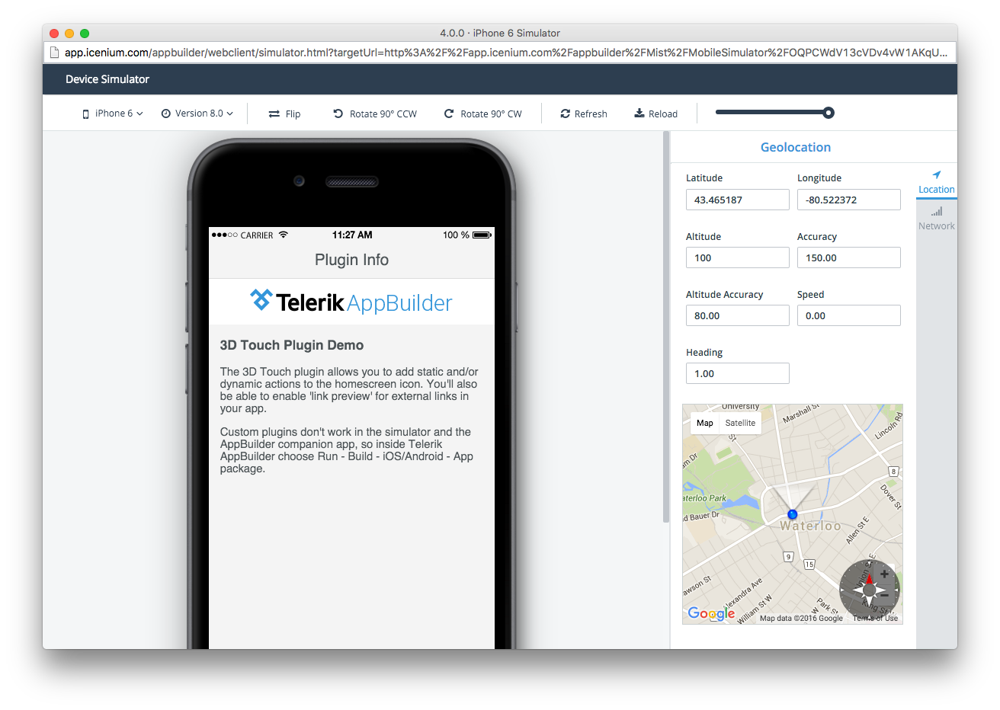 4.0.0 · iPhone 6 Simulator
app.icenium.com/appbuilder/webclient/simulator.html?targetUrl=http%3A%2F%2Fapp.icenium.com%2Fappbuilder%2FMist%2FMobileSimulator%2FOQPCWdV13cVDv4vW1AKqU...
Device Simulator
iPhone 6
Version 8.0
Flip
Rotate 90° CCW
Rotate 90° CW
Refresh
Reload
CARRIER
11:27 AM
100 %
Plugin Info
Telerik AppBuilder
3D Touch Plugin Demo
The 3D Touch plugin allows you to add static and/or
dynamic actions to the homescreen icon. You'll also
be able to enable 'link preview' for external links in
your app.
Custom plugins don't work in the simulator and the
AppBuilder companion app, so inside Telerik
AppBuilder choose Run - Build - iOS/Android - App
package.
Geolocation
Latitude
Longitude
43.465187
-80.522372
Altitude
Accuracy
100
150.00
Altitude Accuracy
Speed
80.00
0.00
Heading
1.00
Location
Network
University
Marshall St
Map
Satellite
St
Lincoln Rd
am Dr
8
aterloo Park
Dover St
d Bauer Dr
Waterloo
Allen St E
9
15
awson St
lexandra Ave
William St W
Park St
W
Google
Map data ©2016 Google
Terms of Use